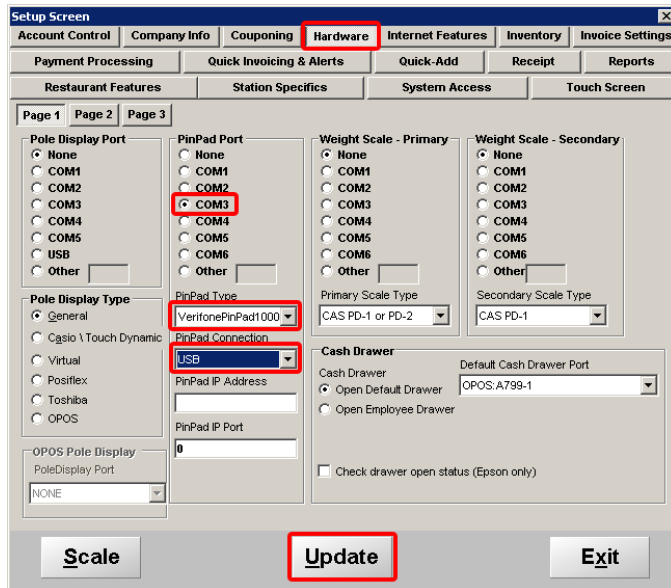 Setup Screen
Account Control Company Info Couponing Hardware Internet Features Inventory Invoice Settings
Payment Processing Quick Invoicing & Alerts Quick-Add Receipt Reports
Restaurant Features Station Specifics System Access Touch Screen
Page 1 Page 2 Page 3
Pole Display Port
None
COM1
COM2
COM3
COM4
COM5
USB
Other
Pole Display Type
General
Casio \ Touch Dynamic
Virtual
Posiflex
Toshiba
OPOS
OPOS Pole Display
PoleDisplay Port
NONE
PinPad Port
None
COM1
COM2
COM3
COM4
COM5
COM6
Other
PinPad Type
VerifonePinPad1000
PinPad Connection
USB
PinPad IP Address
PinPad IP Port
0
Weight Scale - Primary
None
COM1
COM2
COM3
COM4
COM5
COM6
Other
Primary Scale Type
CAS PD-1 or PD-2
Weight Scale - Secondary
None
COM1
COM2
COM3
COM4
COM5
COM6
Other
Secondary Scale Type
CAS PD-1
Cash Drawer
Cash Drawer
Open Default Drawer
Open Employee Drawer
Default Cash Drawer Port
OPOS:A799-1
Check drawer open status (Epson only)
Scale Update Exit